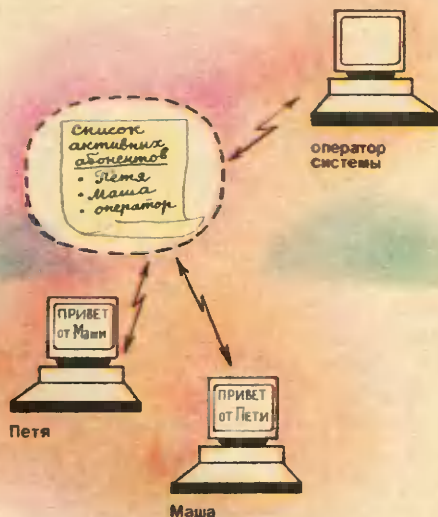 Список
активных
абонентов
• Петя
• Маша
• оператор
оператор
системы
ПРИВЕТ
от Маши
Петя
ПРИВЕТ
от Пети
Маша